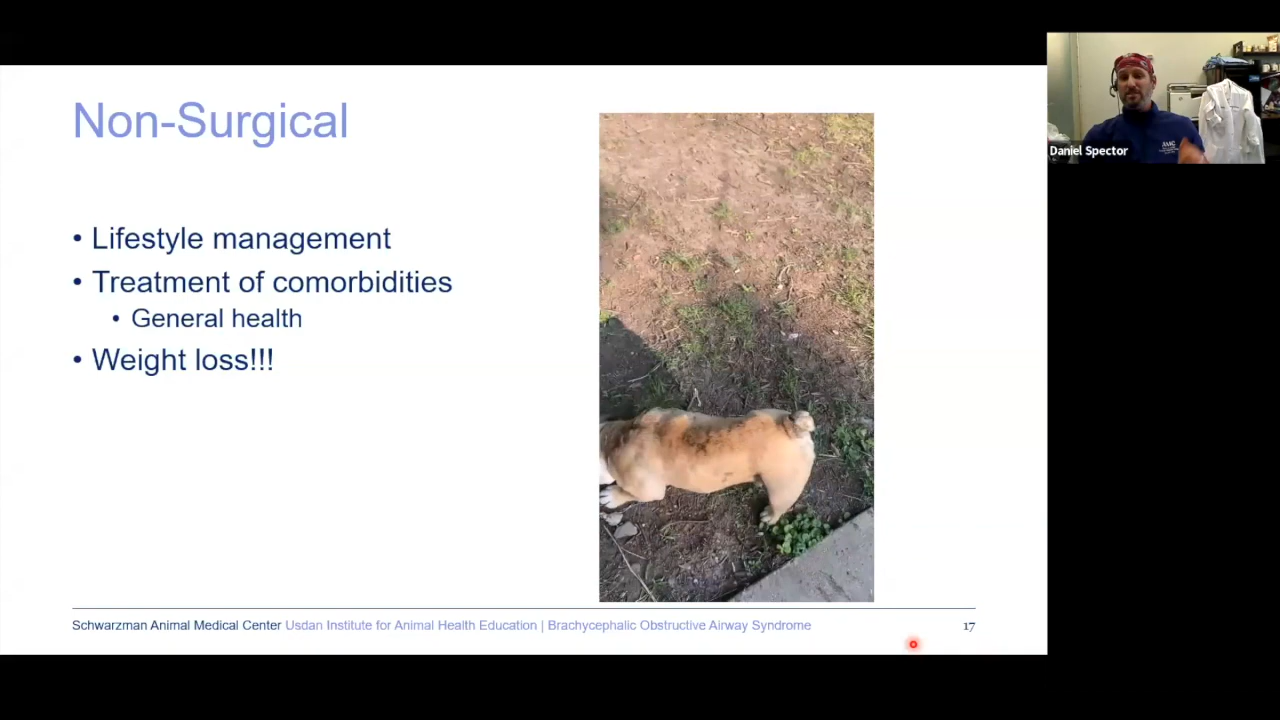 Non-Surgical
• Lifestyle management
• Treatment of comorbidities
• General health
• Weight loss!!!
Schwarzman Animal Medical Center Usdan Institute for Animal Health Education | Brachycephalic Obstructive Airway Syndrome
17
Daniel Spector
AMC